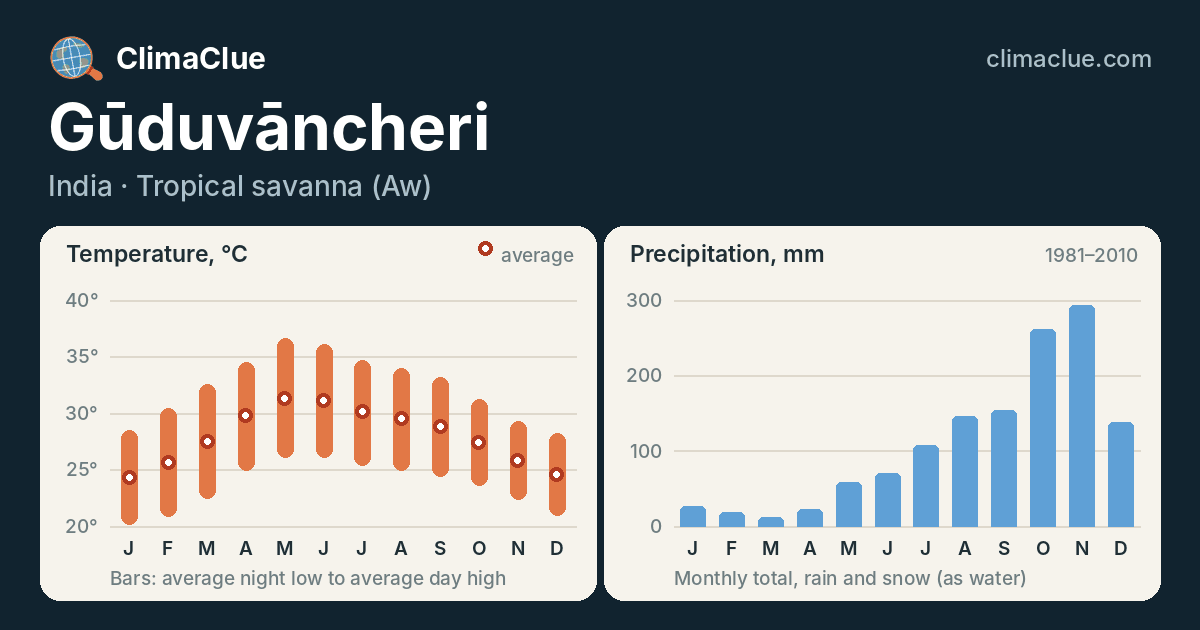 ClimaClue
climaclue.com
Gūduvāncheri
India · Tropical savanna (Aw)
Temperature, °C
average
40°
35°
30°
25°
20°
J F M A M J J A S O N D
Bars: average night low to average day high
Precipitation, mm
1981–2010
300
200
100
0
J F M A M J J A S O N D
Monthly total, rain and snow (as water)